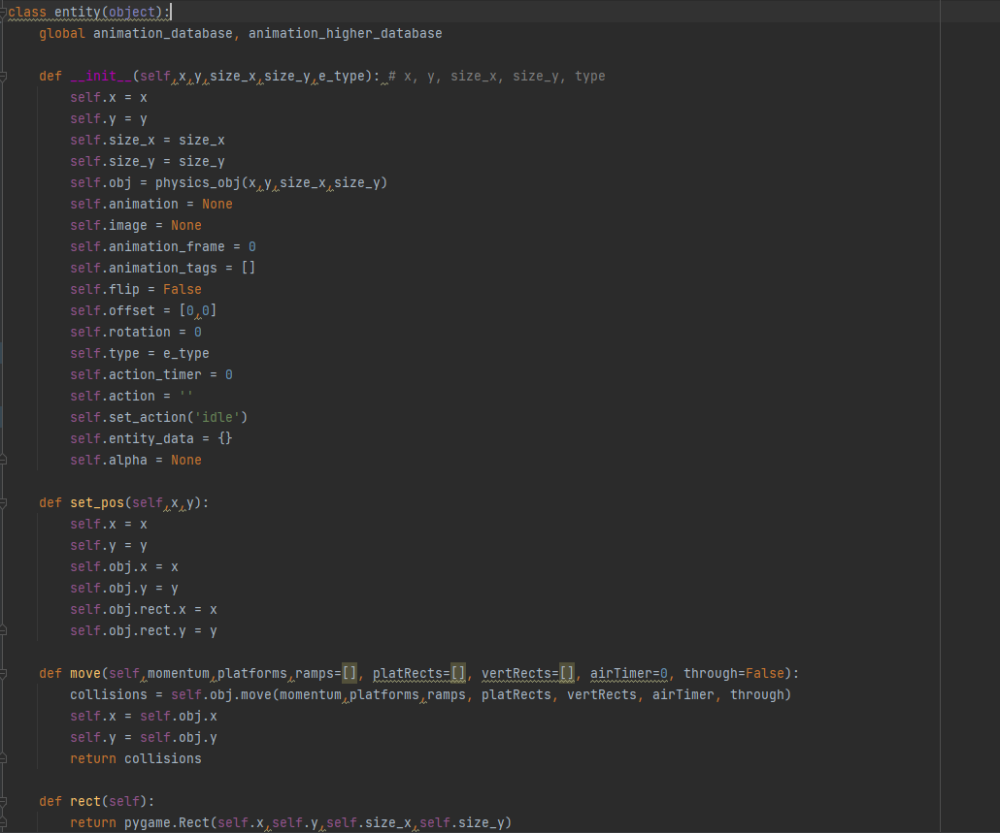 class entity(object):
    global animation_database, animation_higher_database
    def __init__(self,x,y,size_x,size_y,e_type): # x, y, size_x, size_y, type
        self.x = x
        self.y = y
        self.size_x = size_x
        self.size_y = size_y
        self.obj = physics_obj(x,y,size_x,size_y)
        self.animation = None
        self.image = None
        self.animation_frame = 0
        self.animation_tags = []
        self.flip = False
        self.offset = [0,0]
        self.rotation = 0
        self.type = e_type
        self.action_timer = 0
        self.action = ''
        self.set_action('idle')
        self.entity_data = {}
        self.alpha = None
    def set_pos(self,x,y):
        self.x = x
        self.y = y
        self.obj.x = x
        self.obj.y = y
        self.obj.rect.x = x
        self.obj.rect.y = y
    def move(self,momentum,platforms,ramps=[], platRects=[], vertRects=[], airTimer=0, through=False):
        collisions = self.obj.move(momentum,platforms,ramps, platRects, vertRects, airTimer, through)
        self.x = self.obj.x
        self.y = self.obj.y
        return collisions
    def rect(self):
        return pygame.Rect(self.x,self.y,self.size_x,self.size_y)